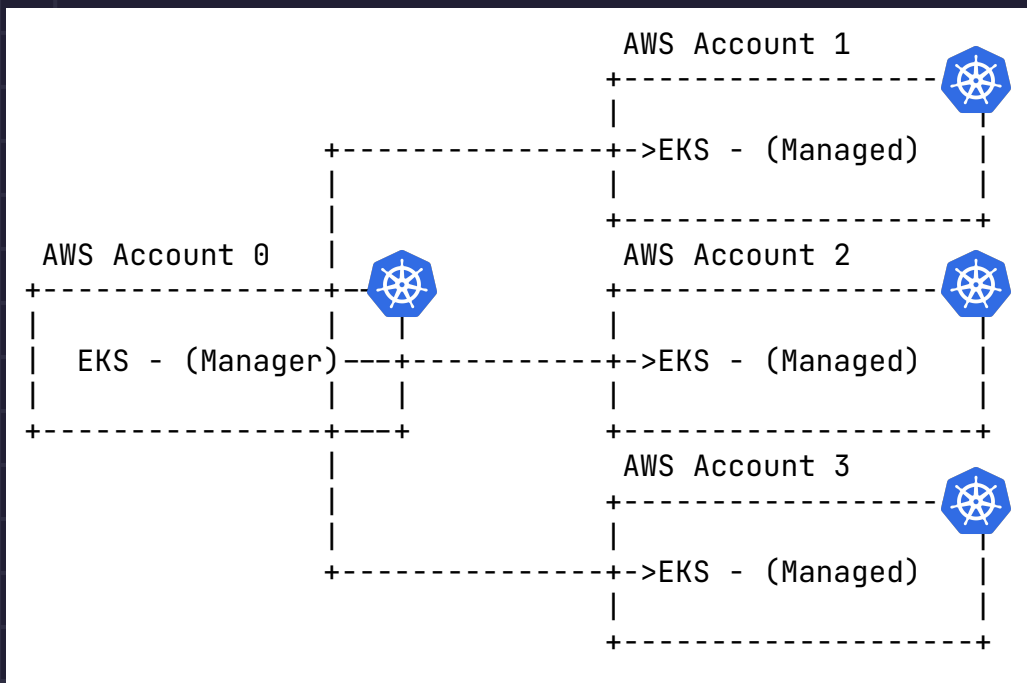 AWS Account 1
EKS - (Managed)
AWS Account 0
AWS Account 2
EKS - (Manager)
EKS - (Managed)
AWS Account 3
EKS - (Managed)